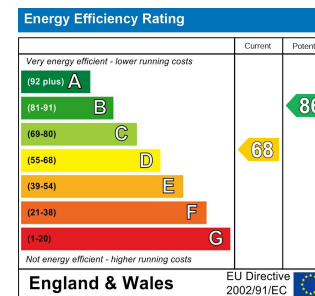 Energy Efficiency Rating
Current
Very energy efficient - lower running costs
(92 plus) A
(81-91) B
86
(69-80) C
68
(55-68) D
(39-54) E
(21-38) F
(1-20) G
Not energy efficient - higher running costs
England & Wales
EU Directive
2002/91/EC